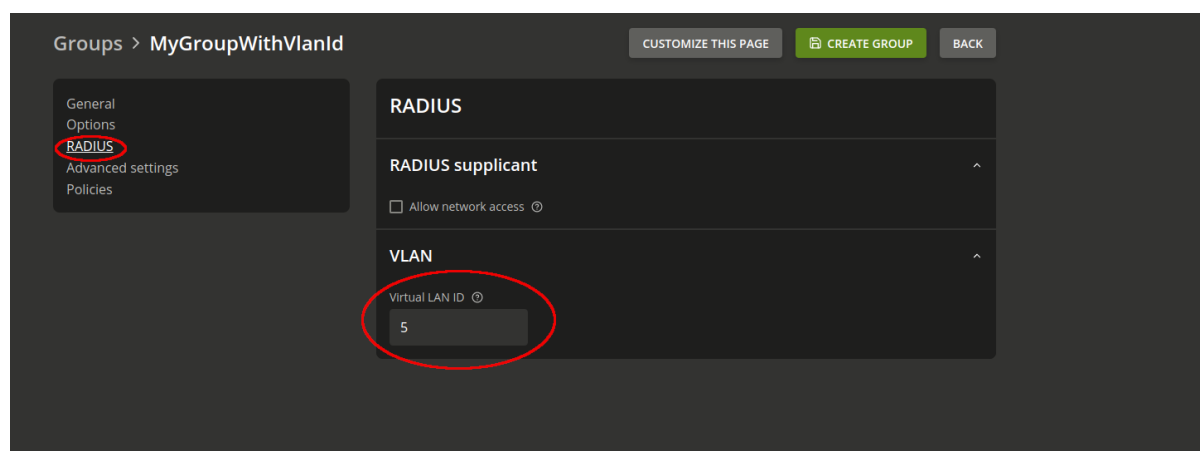 Groups > MyGroupWithVlanId
CUSTOMIZE THIS PAGE
CREATE GROUP
BACK
General
Options
RADIUS
Advanced settings
Policies
RADIUS
RADIUS supplicant
Allow network access
VLAN
Virtual LAN ID
5